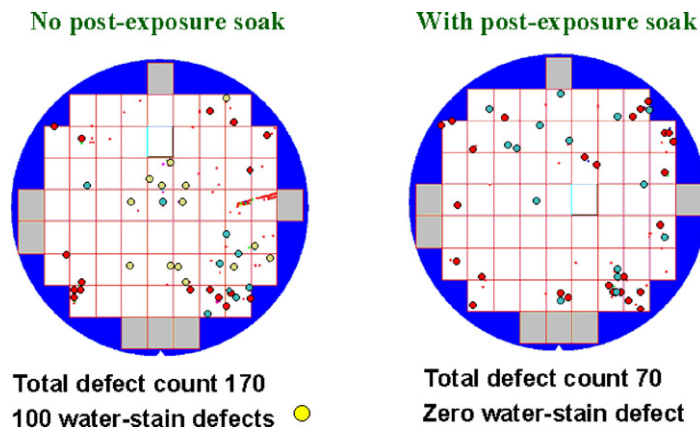 No post-exposure soak
With post-exposure soak
Total defect count 170
100 water-stain defects
Total defect count 70
Zero water-stain defect